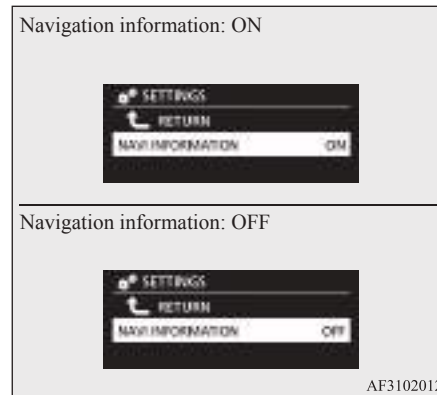 Navigation information: ON
SETTINGS
RETURN
NAVI INFORMATION ON
Navigation information: OFF
SETTINGS
RETURN
NAVI INFORMATION OFF
AF3102012